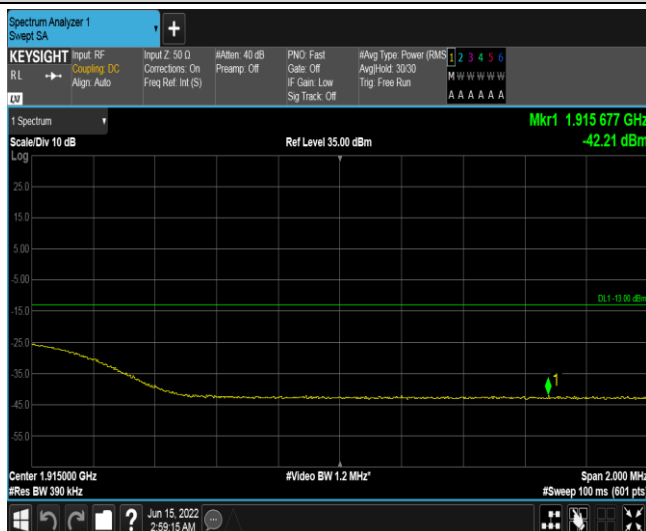 Spectrum Analyzer 1
Swept SA
+
KEYSIGHT
RL
LXI
Input: RF
Coupling: DC
Align: Auto
Input Z: 50 Ω
Corrections: On
Freq Ref: Int (S)
#Atten: 40 dB
Preamp: Off
PNO: Fast
Gate: Off
IF Gain: Low
Sig Track: Off
#Avg Type: Power (RMS
Avg|Hold: 30/30
Trig: Free Run
1 2 3 4 5 6
M W W W W W
A A A A A A
1 Spectrum
Mkr1 1.915 677 GHz
Scale/Div 10 dB
Ref Level 35.00 dBm
-42.21 dBm
Log
25.0
15.0
5.00
-5.00
DL1 -13.00 dBm
-15.0
-25.0
-35.0
1
-45.0
-55.0
Center 1.915000 GHz
#Video BW 1.2 MHz*
Span 2.000 MHz
#Res BW 390 kHz
#Sweep 100 ms (601 pts)
?
Jun 15, 2022
2:59:15 AM